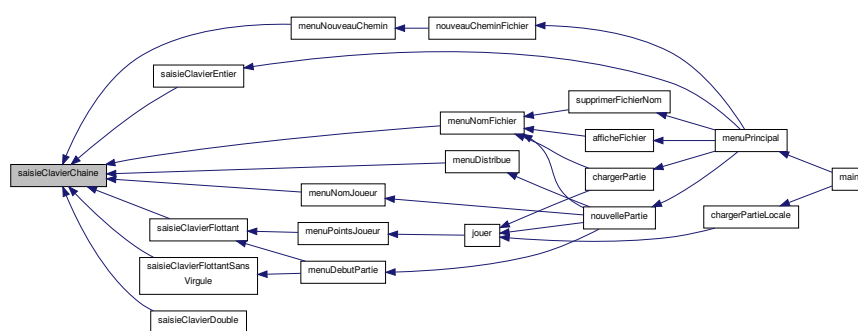 menuNouveauChemin
nouveauCheminFichier
saisieClavierEntier
supprimerFichierNom
menuNomFichier
afficheFichier
menuPrincipal
menuDistribue
saisieClavierChaine
chargerPartie
main
menuNomJoueur
nouvellePartie
chargerPartieLocale
saisieClavierFlottant
menuPointsJoueur
jouer
saisieClavierFlottantSans
Virgule
menuDebutPartie
saisieClavierDouble